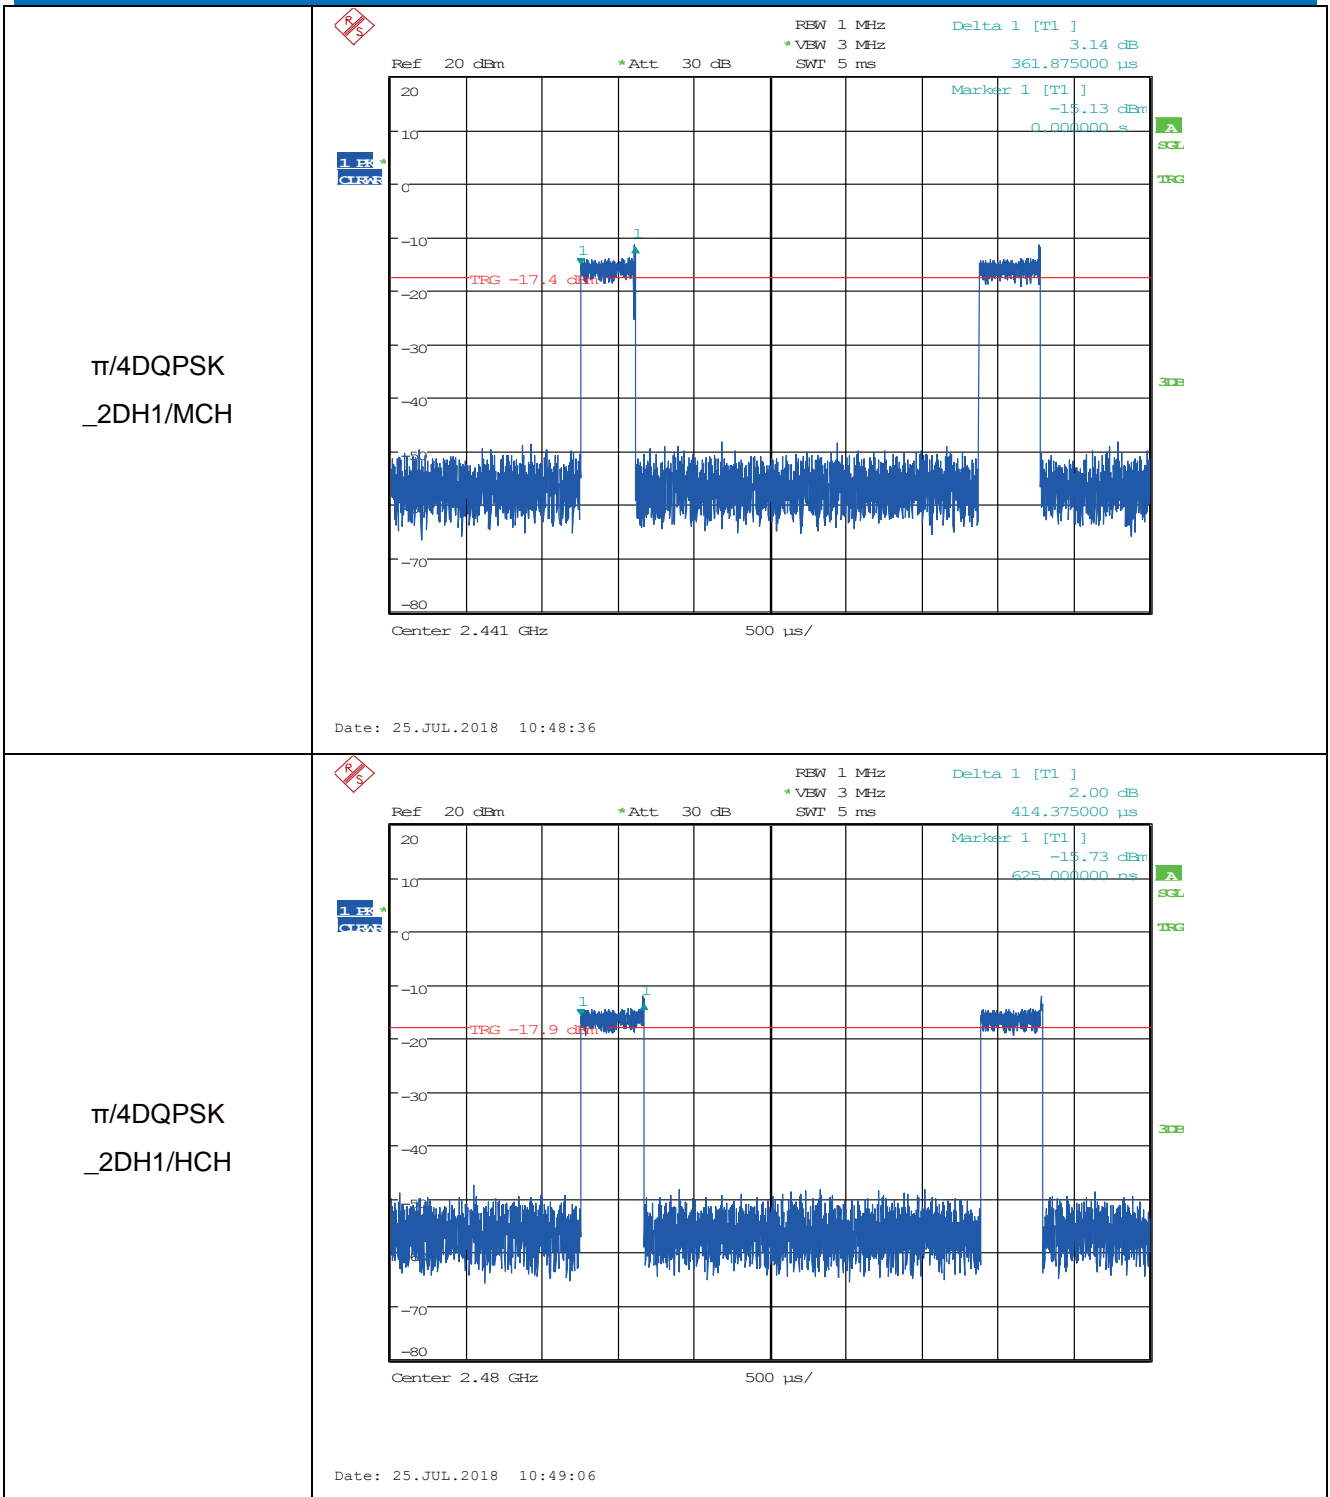 π/4DQPSK
_2DH1/MCH
R S
RBW 1 MHz
Delta 1 [T1 ]
*VBW 3 MHz
3.14 dB
Ref 20 dBm
*Att 30 dB
SWT 5 ms
361.875000 µs
20
Marker 1 [T1 ]
-15.13 dBm
0.000000 s
A
10
SGL
1 PK *
CLRWR
TRG
0
-10
1
1
TRG -17.4 dBm
-20
-30
3DB
-40
-50
-70
-80
Center 2.441 GHz
500 µs/
Date: 25.JUL.2018 10:48:36
π/4DQPSK
_2DH1/HCH
R S
RBW 1 MHz
Delta 1 [T1 ]
*VBW 3 MHz
2.00 dB
Ref 20 dBm
*Att 30 dB
SWT 5 ms
414.375000 µs
20
Marker 1 [T1 ]
-15.73 dBm
625.000000 ns
A
10
SGL
1 PK *
CLRWR
TRG
0
-10
1
1
TRG -17.9 dBm
-20
-30
3DB
-40
-70
-80
Center 2.48 GHz
500 µs/
Date: 25.JUL.2018 10:49:06